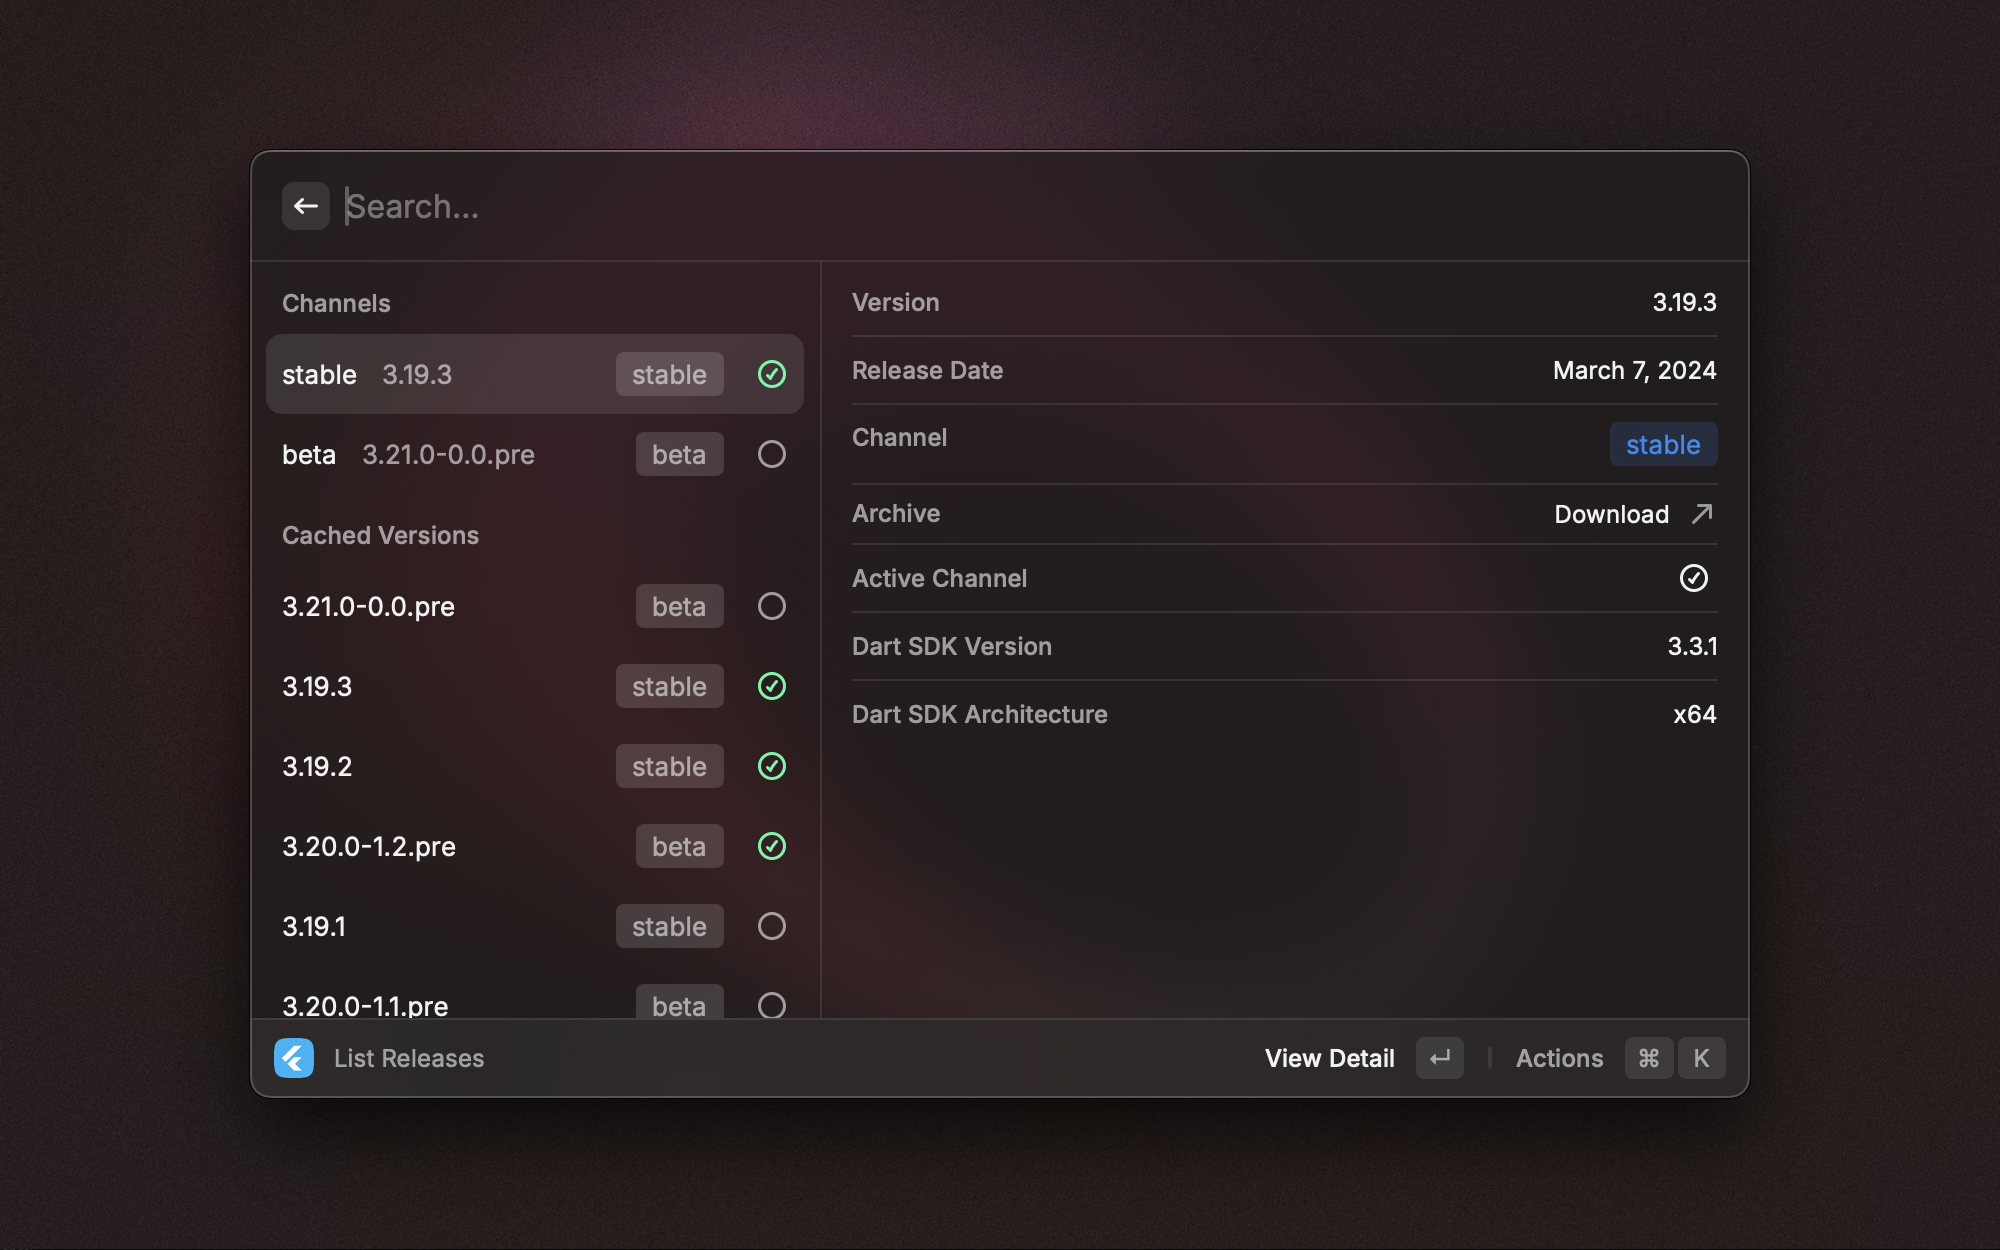 Search...
Channels
stable 3.19.3 stable
beta 3.21.0-0.0.pre beta
Cached Versions
3.21.0-0.0.pre beta
3.19.3 stable
3.19.2 stable
3.20.0-1.2.pre beta
3.19.1 stable
3.20.0-1.1.pre beta
Version 3.19.3
Release Date March 7, 2024
Channel stable
Archive Download
Active Channel
Dart SDK Version 3.3.1
Dart SDK Architecture x64
List Releases View Detail ↵ Actions ⌘ K